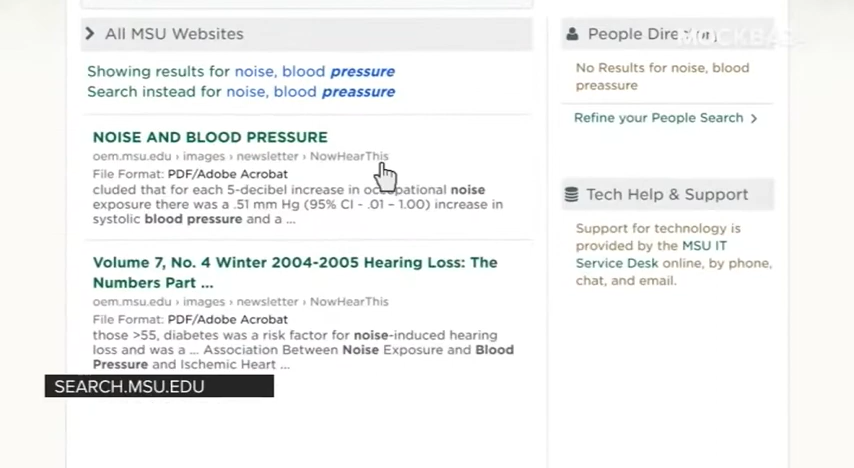 All MSU Websites
Showing results for noise, blood pressure
Search instead for noise, blood preassure
NOISE AND BLOOD PRESSURE
oem.msu.edu › images › newsletter › NowHearThis
File Format: PDF/Adobe Acrobat
cluded that for each 5-decibel increase in occupational noise
exposure there was a .51 mm Hg (95% CI - .01 – 1.00) increase in
systolic blood pressure and a ...
Volume 7, No. 4 Winter 2004-2005 Hearing Loss: The
Numbers Part ...
oem.msu.edu › images › newsletter › NowHearThis
File Format: PDF/Adobe Acrobat
those >55, diabetes was a risk factor for noise-induced hearing
loss and was a ... Association Between Noise Exposure and Blood
Pressure and Ischemic Heart ...
SEARCH.MSU.EDU
People Directory
No Results for noise, blood
preassure
Refine your People Search >
Tech Help & Support
Support for technology is
provided by the MSU IT
Service Desk online, by phone,
chat, and email.